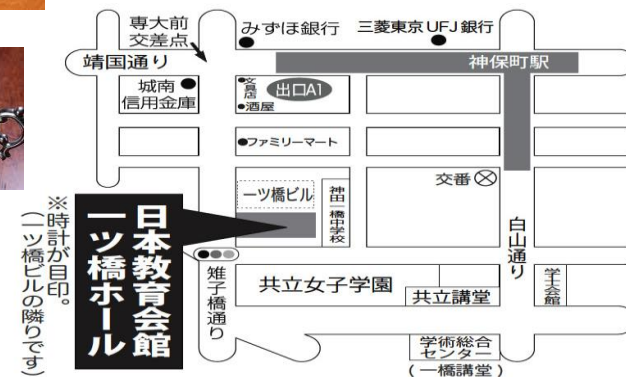 専大前
交差点
みずほ銀行
三菱東京UFJ銀行
靖国通り
神保町駅
城南
信用金庫
文具店
出口A1
酒屋
ファミリーマート
交番
一ツ橋ビル
神田一橋中学校
日本教育会館
一ツ橋ホール
※時計が目印。
(一ツ橋ビルの隣りです)
雉子橋通り
白山通り
共立女子学園
共立講堂
学士会館
学術総合
センター
(一橋講堂)